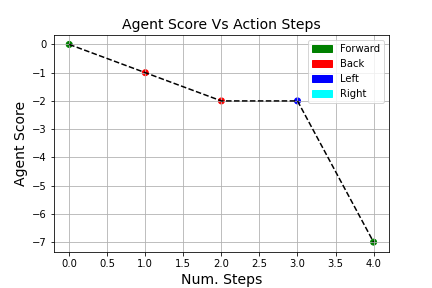 Agent Score Vs Action Steps
0
−1
−2
−3
−4
−5
−6
−7
Agent Score
Forward
Back
Left
Right
0.0 0.5 1.0 1.5 2.0 2.5 3.0 3.5 4.0
Num. Steps